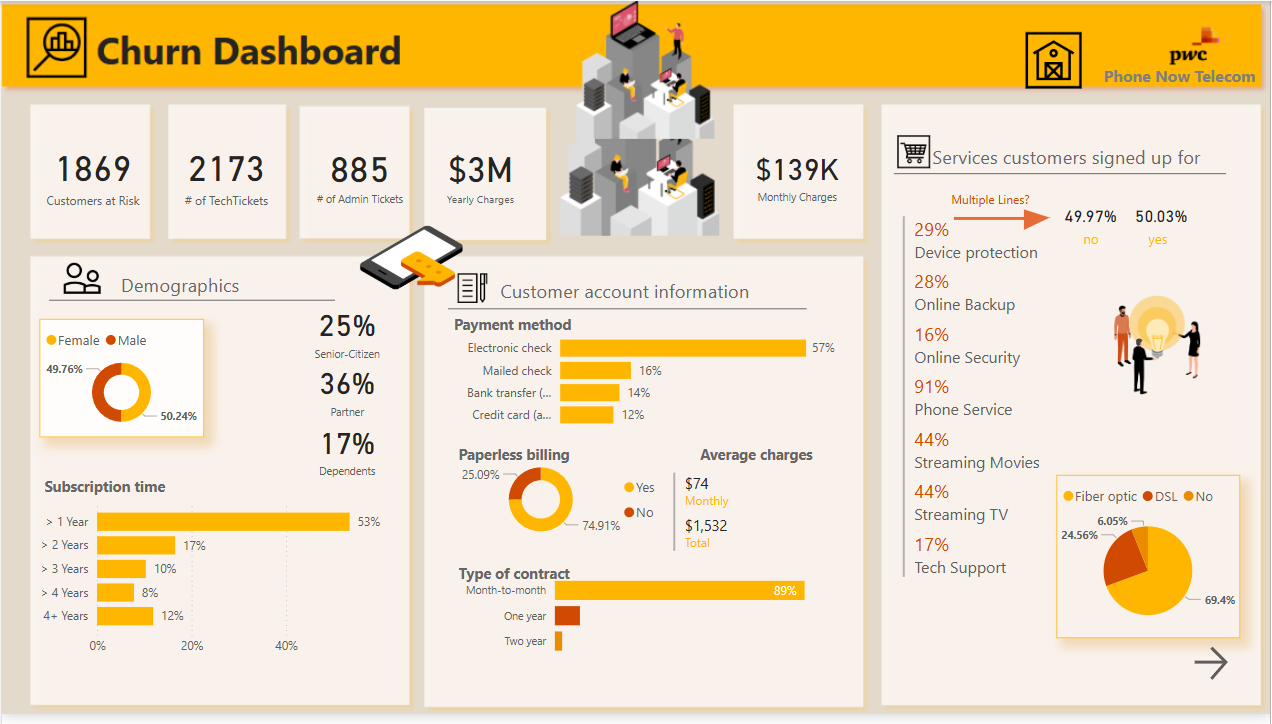 Churn Dashboard
pwc
Phone Now Telecom
1869
Customers at Risk
2173
# of TechTickets
885
# of Admin Tickets
$3M
Yearly Charges
$139K
Monthly Charges
Demographics
Female Male
49.76%
50.24%
25%
Senior-Citizen
36%
Partner
17%
Dependents
Subscription time
> 1 Year 53%
> 2 Years 17%
> 3 Years 10%
> 4 Years 8%
4+ Years 12%
0% 20% 40%
Customer account information
Payment method
Electronic check 57%
Mailed check 16%
Bank transfer (... 14%
Credit card (a... 12%
Paperless billing
25.09%
74.91%
Yes
No
Average charges
$74
Monthly
$1,532
Total
Type of contract
Month-to-month 89%
One year
Two year
Services customers signed up for
Multiple Lines?
49.97% 50.03%
no yes
29%
Device protection
28%
Online Backup
16%
Online Security
91%
Phone Service
44%
Streaming Movies
44%
Streaming TV
17%
Tech Support
Fiber optic DSL No
6.05%
24.56%
69.4%